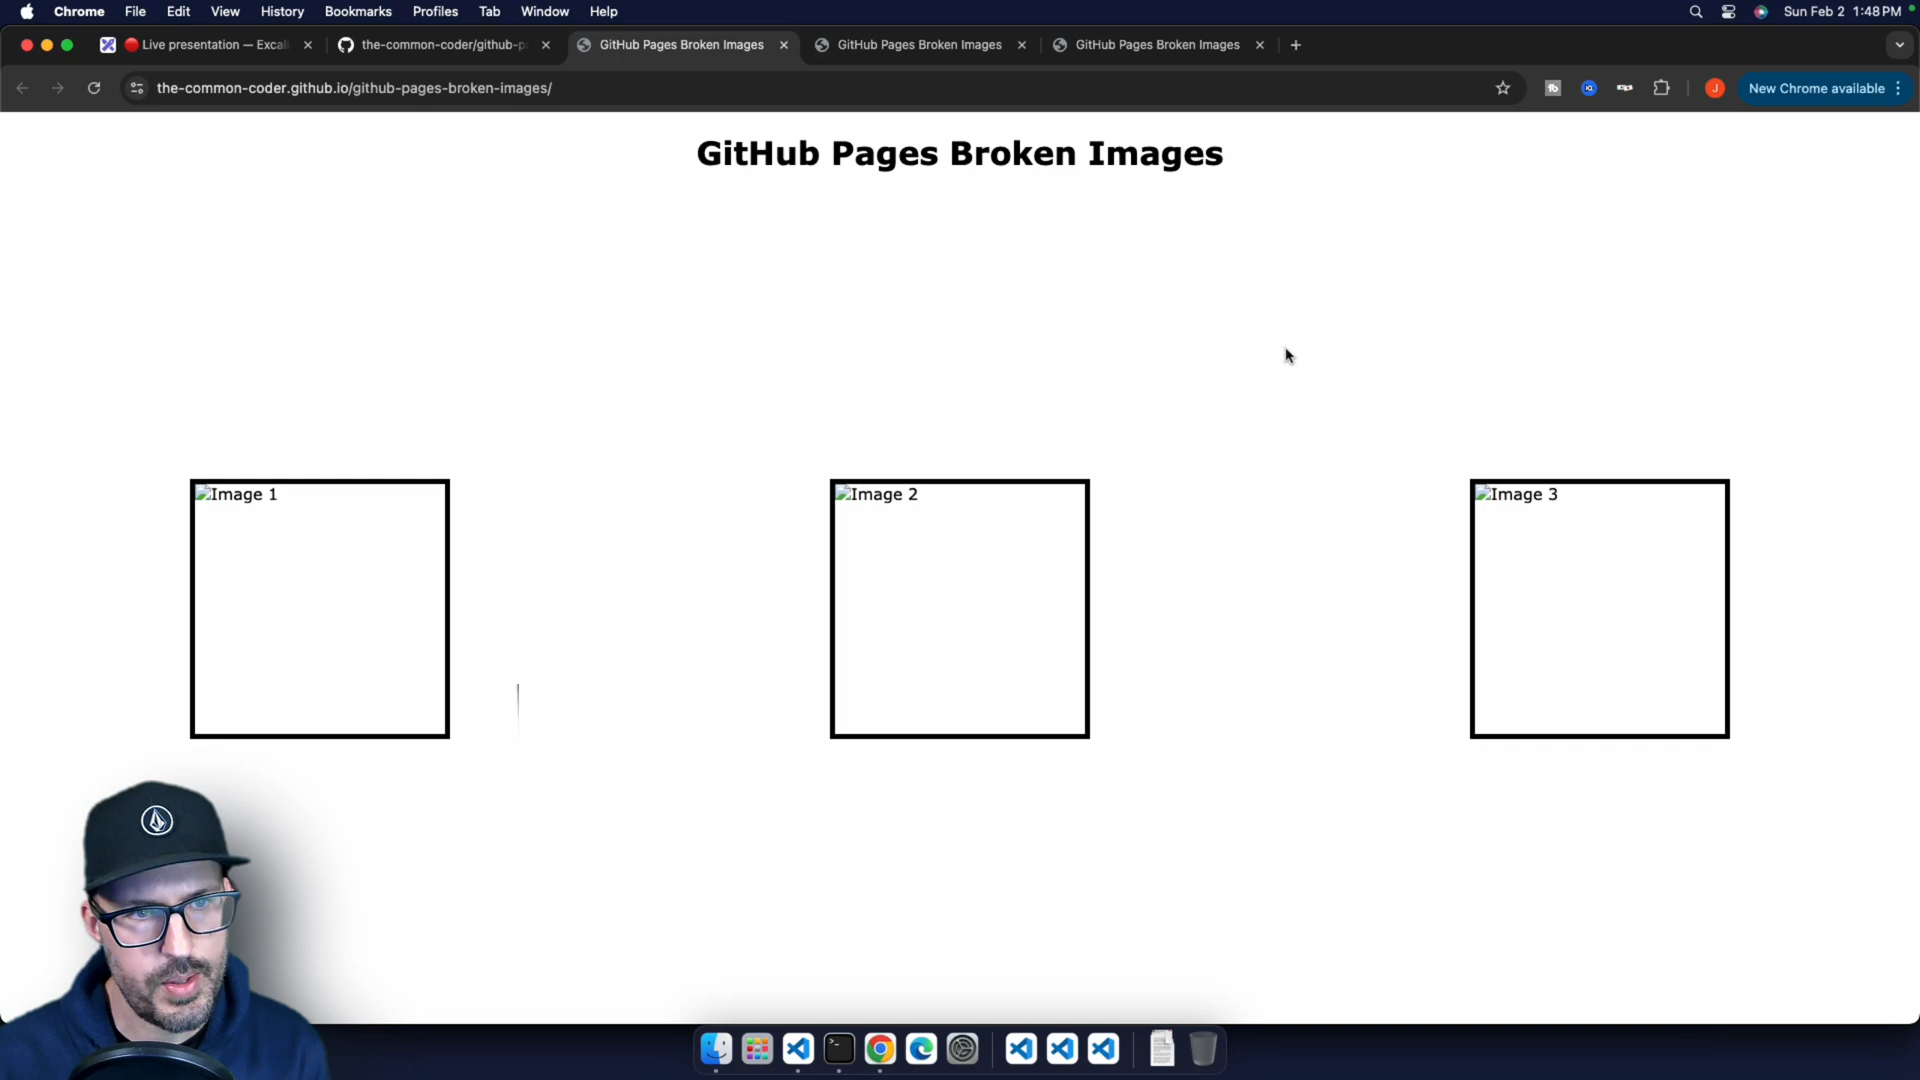 Chrome File Edit View History Bookmarks Profiles Tab Window Help Sun Feb 2 1:48 PM
Live presentation — Excali the-common-coder/github-p GitHub Pages Broken Images GitHub Pages Broken Images GitHub Pages Broken Images
the-common-coder.github.io/github-pages-broken-images/ J New Chrome available
GitHub Pages Broken Images
Image 1 Image 2 Image 3